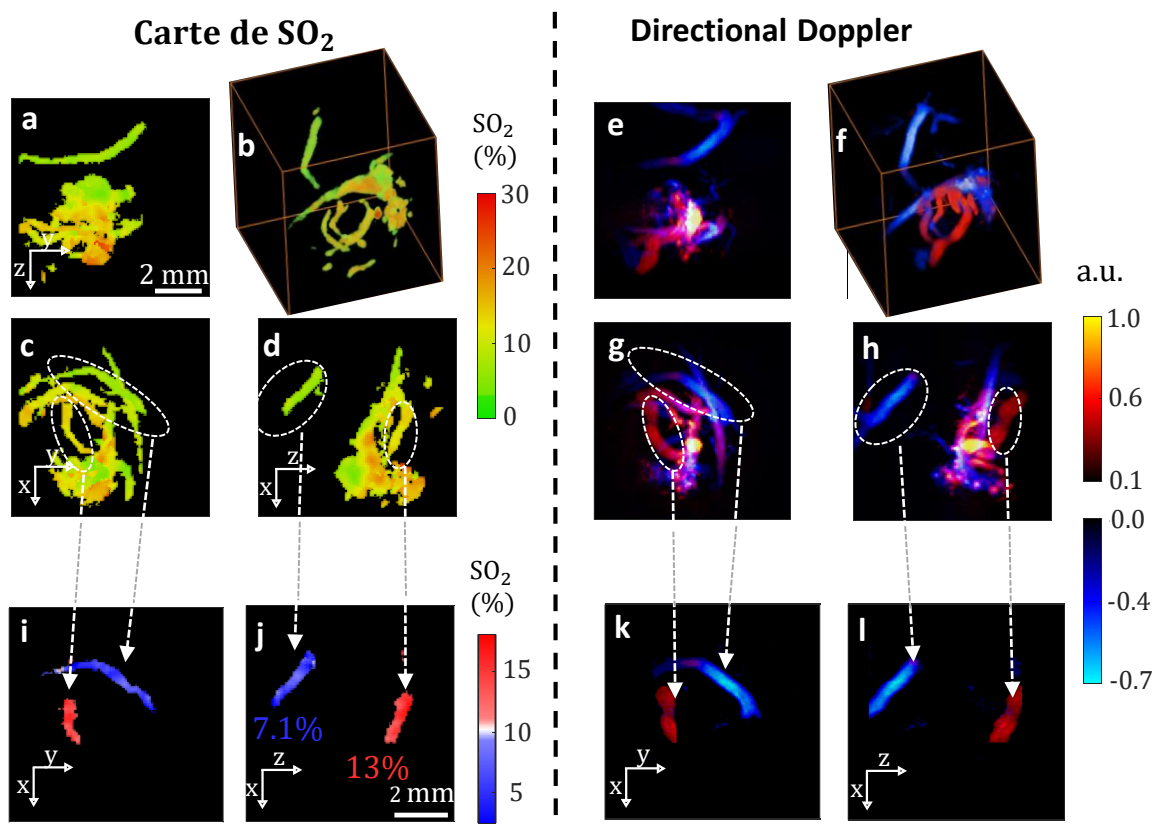 Carte de SO₂
Directional Doppler
a
y
z
2 mm
b
SO₂
(%)
30
20
10
0
e
f
a.u.
c
y
x
d
z
x
g
h
1.0
0.6
0.1
0.0
-0.4
-0.7
i
y
x
j
7.1%
13%
z
x
2 mm
SO₂
(%)
15
10
5
k
y
x
l
z
x